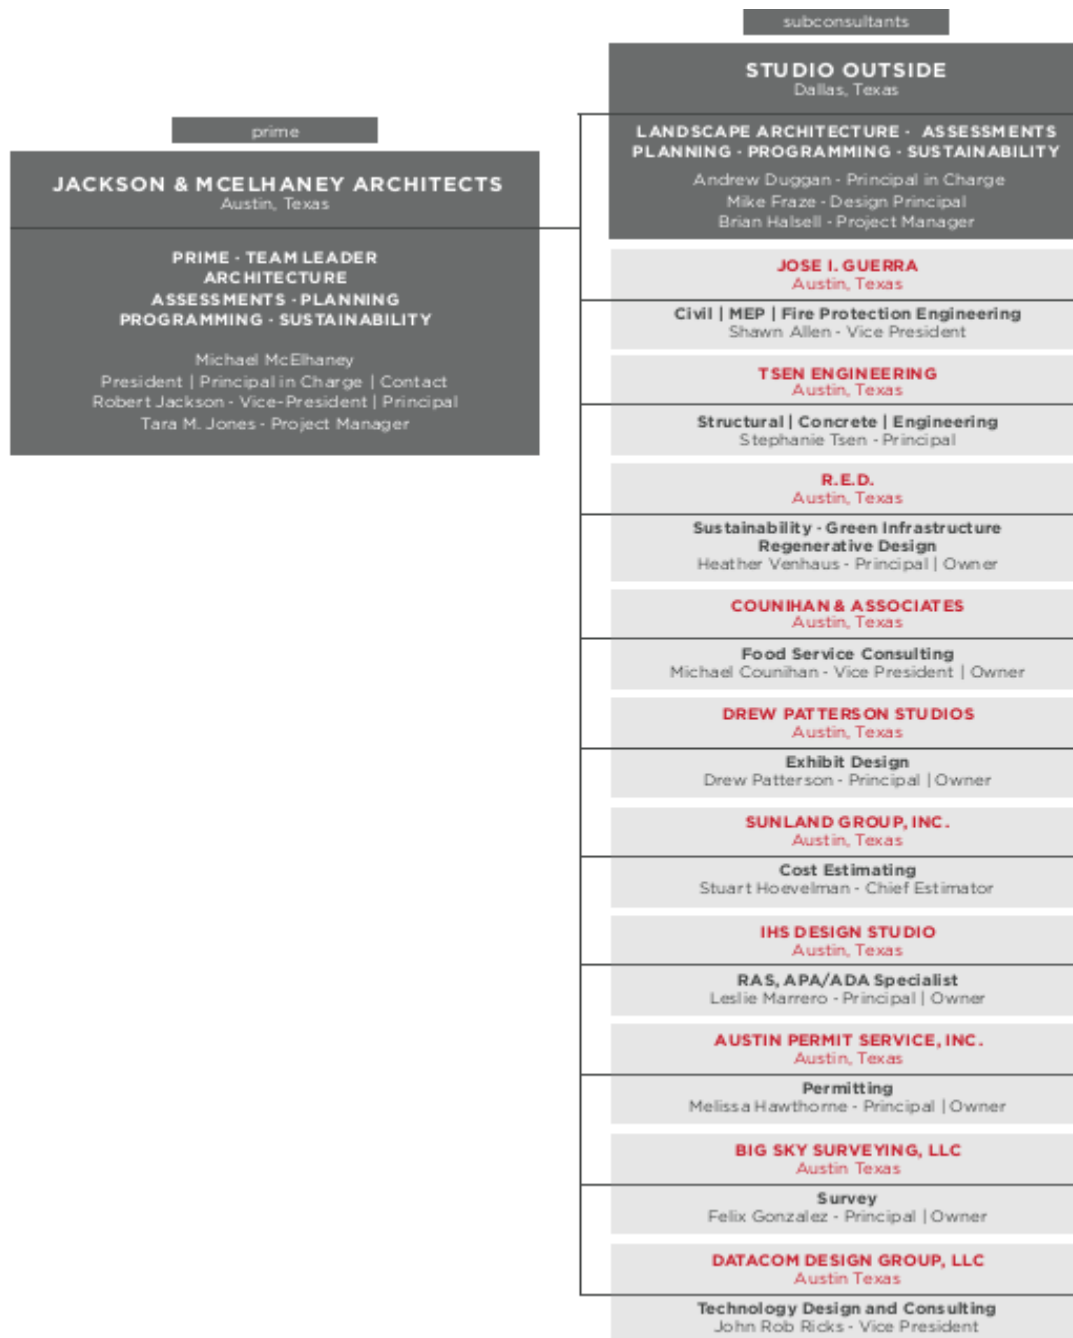 prime
JACKSON & MCELHANEY ARCHITECTS
Austin, Texas
PRIME - TEAM LEADER
ARCHITECTURE
ASSESSMENTS - PLANNING
PROGRAMMING - SUSTAINABILITY
Michael McElhaney
President | Principal in Charge | Contact
Robert Jackson - Vice-President | Principal
Tara M. Jones - Project Manager
subconsultants
STUDIO OUTSIDE
Dallas, Texas
LANDSCAPE ARCHITECTURE - ASSESSMENTS
PLANNING - PROGRAMMING - SUSTAINABILITY
Andrew Duggan - Principal in Charge
Mike Fraze - Design Principal
Brian Halsell - Project Manager
JOSE I. GUERRA
Austin, Texas
Civil | MEP | Fire Protection Engineering
Shawn Allen - Vice President
TSEN ENGINEERING
Austin, Texas
Structural | Concrete | Engineering
Stephanie Tsen - Principal
R.E.D.
Austin, Texas
Sustainability - Green Infrastructure
Regenerative Design
Heather Venhaus - Principal | Owner
COUNIHAN & ASSOCIATES
Austin, Texas
Food Service Consulting
Michael Counihan - Vice President | Owner
DREW PATTERSON STUDIOS
Austin, Texas
Exhibit Design
Drew Patterson - Principal | Owner
SUNLAND GROUP, INC.
Austin, Texas
Cost Estimating
Stuart Hoevelman - Chief Estimator
IHS DESIGN STUDIO
Austin, Texas
RAS, APA/ADA Specialist
Leslie Marrero - Principal | Owner
AUSTIN PERMIT SERVICE, INC.
Austin, Texas
Permitting
Melissa Hawthorne - Principal | Owner
BIG SKY SURVEYING, LLC
Austin Texas
Survey
Felix Gonzalez - Principal | Owner
DATACOM DESIGN GROUP, LLC
Austin Texas
Technology Design and Consulting
John Rob Ricks - Vice President